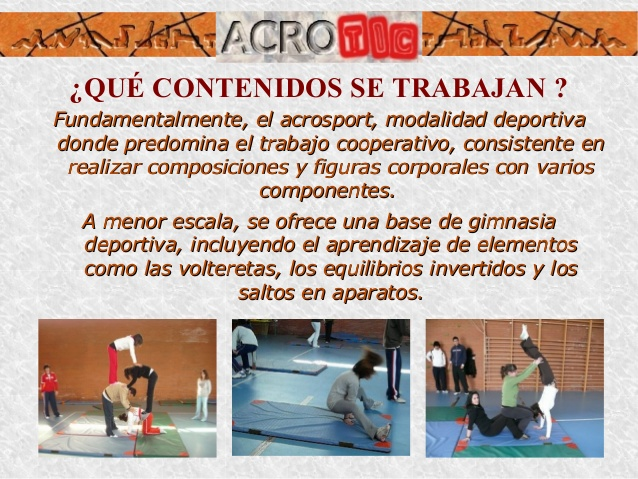 ACROTIC
¿QUÉ CONTENIDOS SE TRABAJAN ?
Fundamentalmente, el acrosport, modalidad deportiva
donde predomina el trabajo cooperativo, consistente en
realizar composiciones y figuras corporales con varios
componentes.
A menor escala, se ofrece una base de gimnasia
deportiva, incluyendo el aprendizaje de elementos
como las volteretas, los equilibrios invertidos y los
saltos en aparatos.